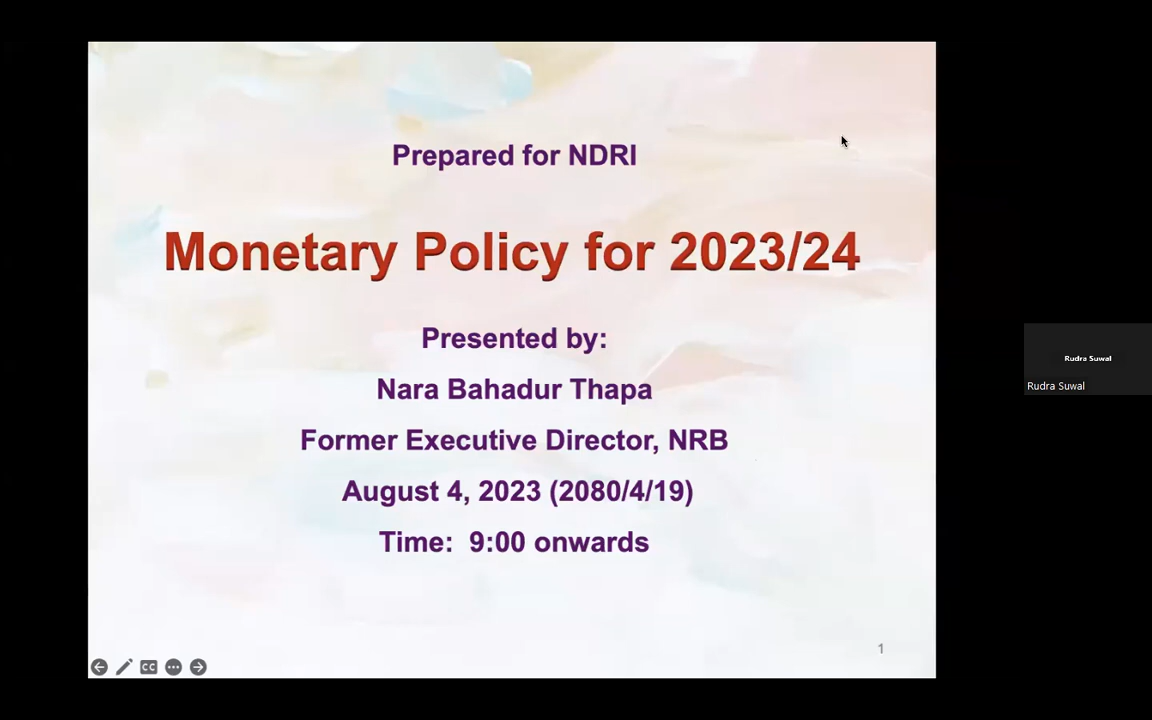 Prepared for NDRI
Monetary Policy for 2023/24
Presented by:
Nara Bahadur Thapa
Former Executive Director, NRB
August 4, 2023 (2080/4/19)
Time: 9:00 onwards
1
CC
Rudra Suwal
Rudra Suwal